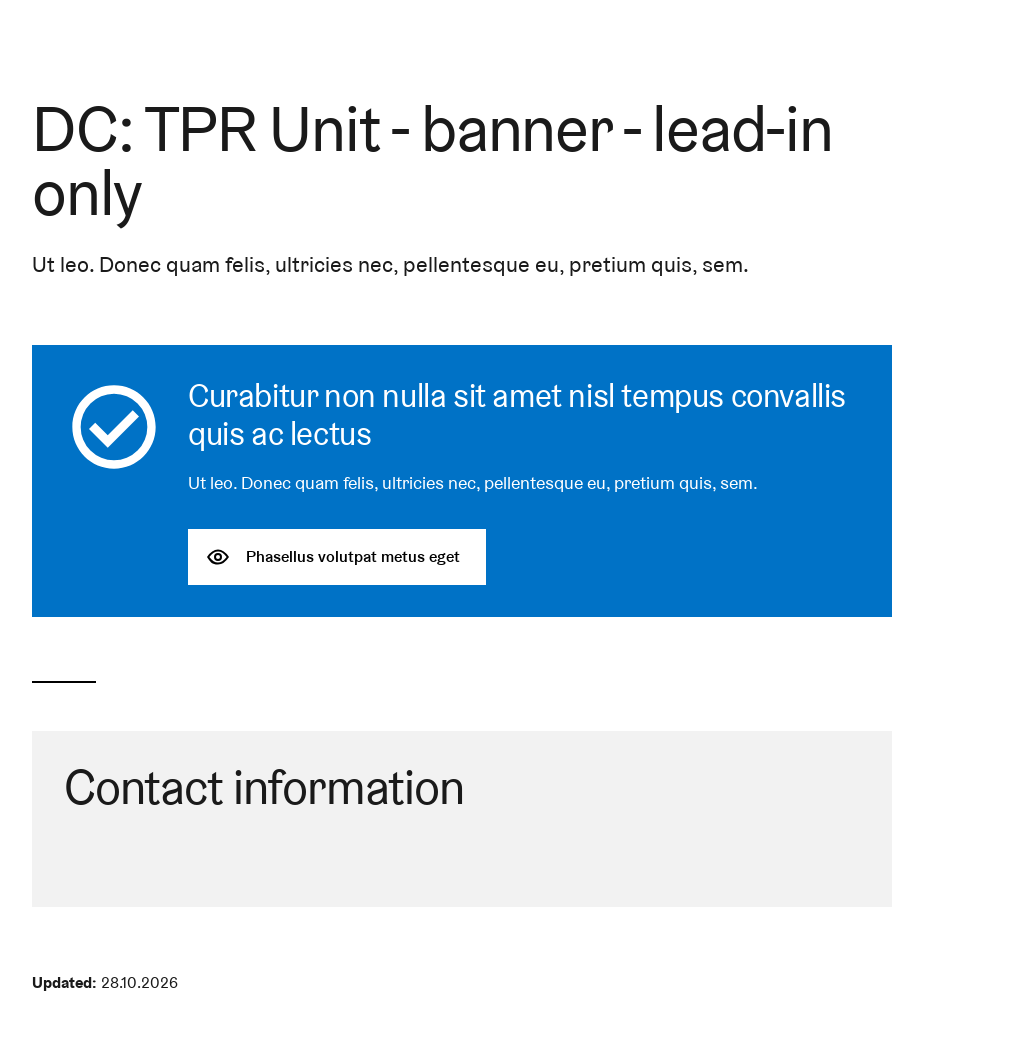 DC: TPR Unit - banner - lead-in
only
Ut leo. Donec quam felis, ultricies nec, pellentesque eu, pretium quis, sem.
Curabitur non nulla sit amet nisl tempus convallis
quis ac lectus
Ut leo. Donec quam felis, ultricies nec, pellentesque eu, pretium quis, sem.
Phasellus volutpat metus eget
Contact information
Updated: 28.10.2026